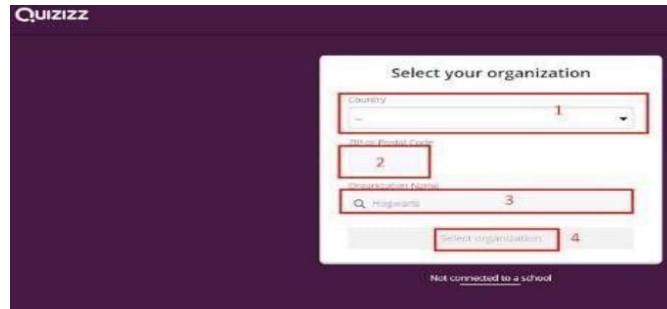 Quizizz
Select your organization
Country
1
--
ZIP or Postal Code
2
Organization Name
Hogwarts
3
Select organization
4
Not connected to a school